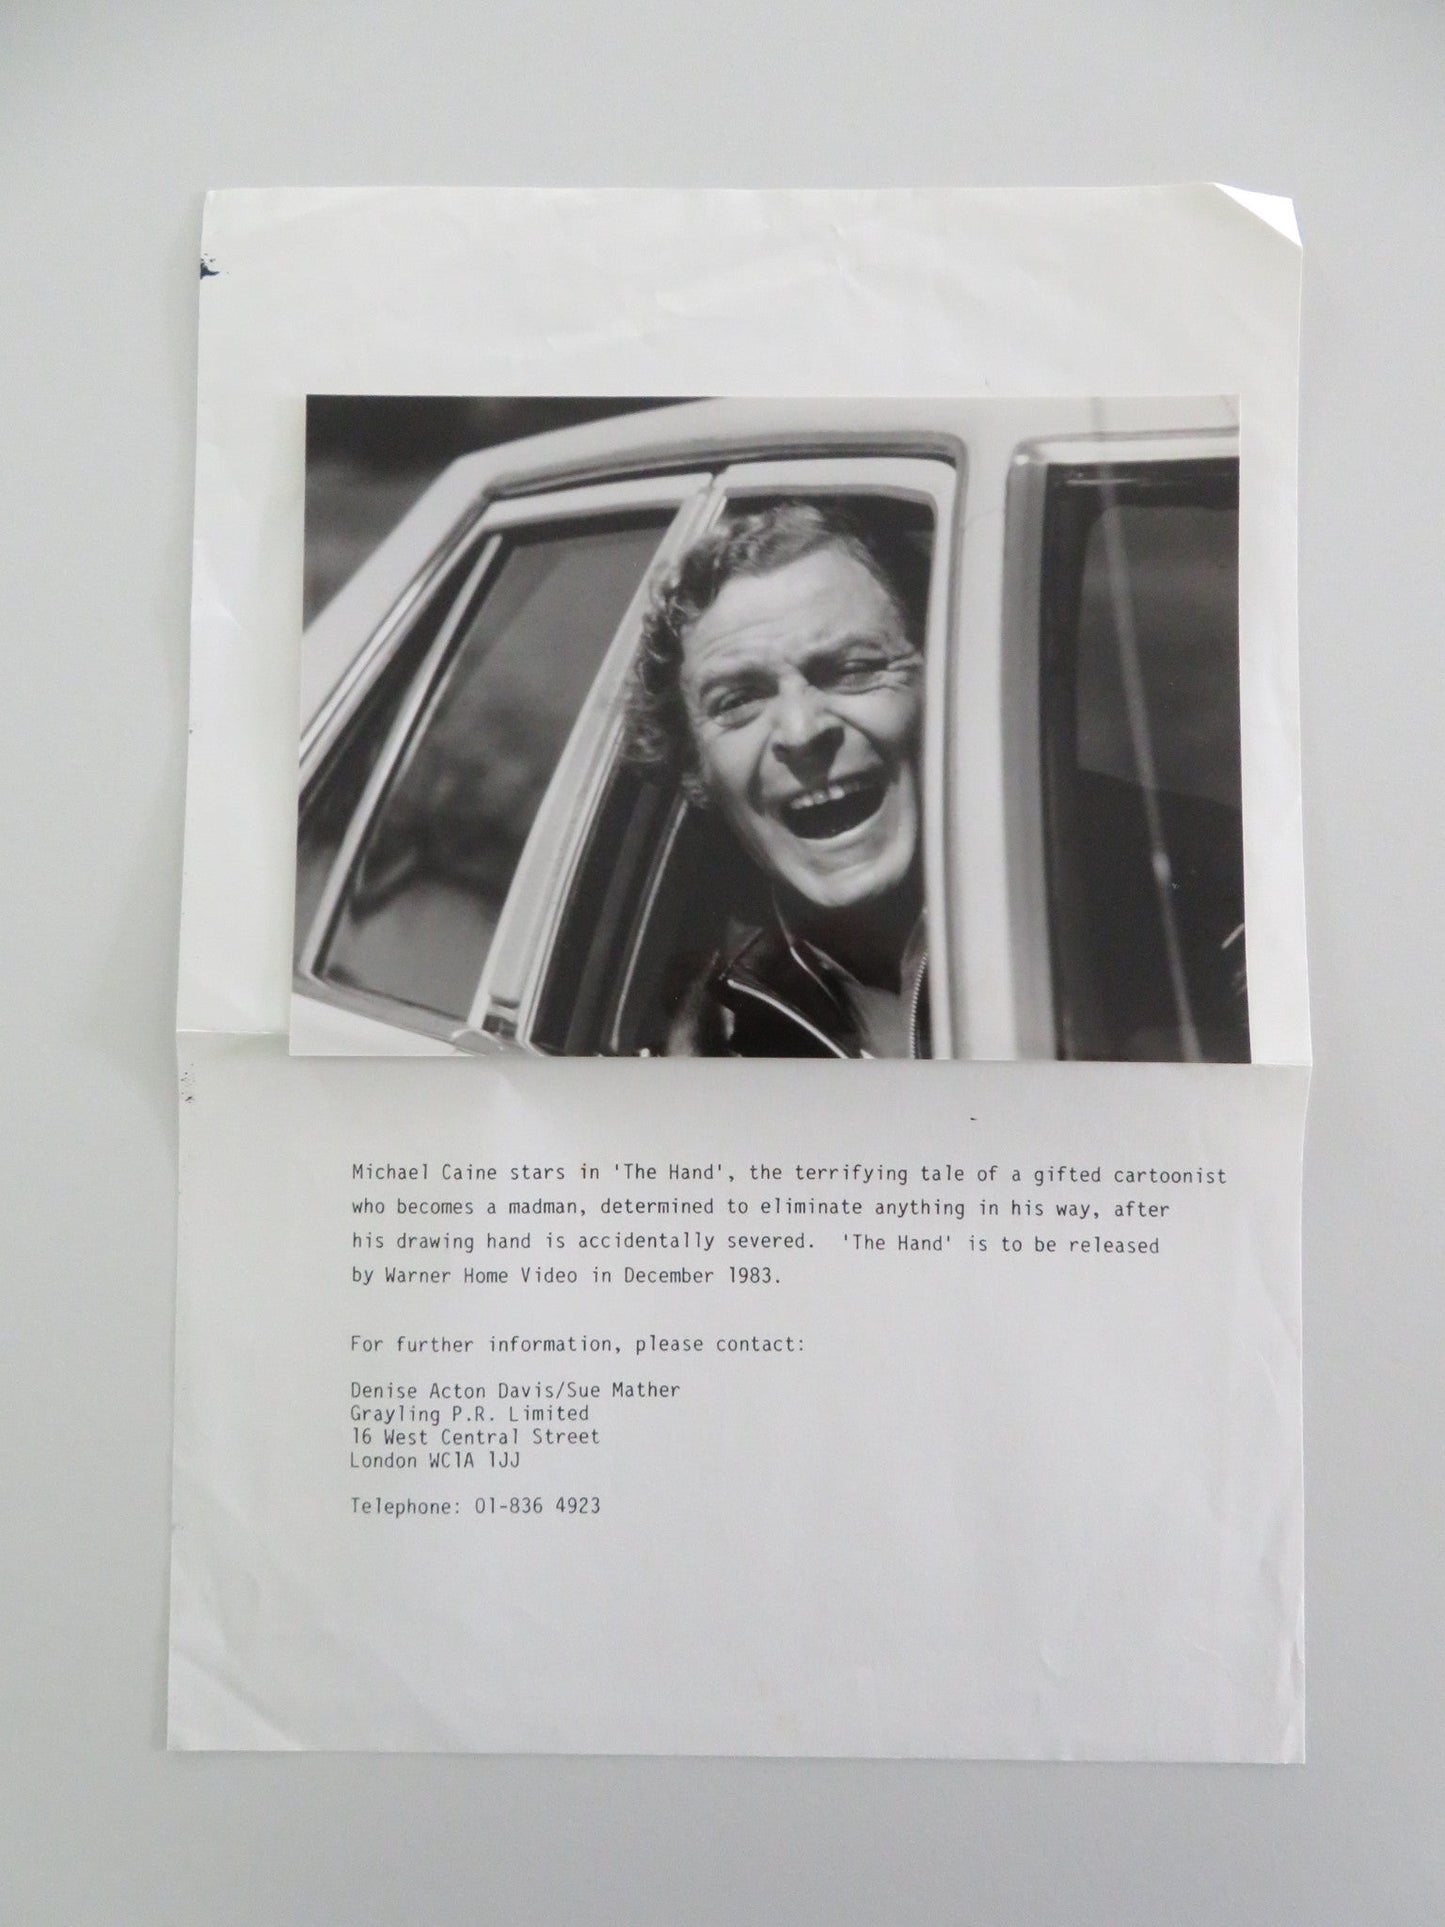 Michael Caine stars in 'The Hand', the terrifying tale of a gifted cartoonist
who becomes a madman, determined to eliminate anything in his way, after
his drawing hand is accidentally severed.  'The Hand' is to be released
by Warner Home Video in December 1983.
For further information, please contact:
Denise Acton Davis/Sue Mather
Grayling P.R. Limited
16 West Central Street
London WC1A 1JJ
Telephone: 01-836 4923